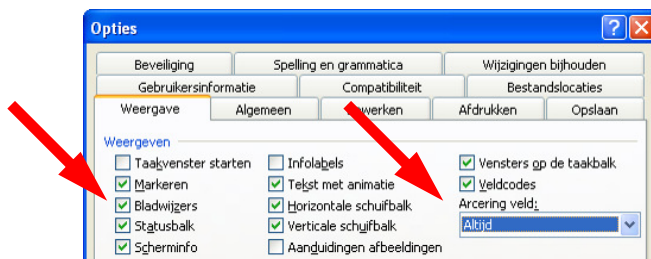 Opties
Beveiliging Spelling en grammatica Wijzigingen bijhouden
Gebruikersinformatie Compatibiliteit Bestandslocaties
Weergave Algemeen Afdrukken Opslaan
Weergeven
Taakvenster starten Infolabels Vensters op de taakbalk
Markeren Tekst met animatie Veldcodes
Bladwijzers Horizontale schuifbalk Arcering veld:
Statusbalk Verticale schuifbalk Altijd
Scherminfo Aanduidingen afbeeldingen